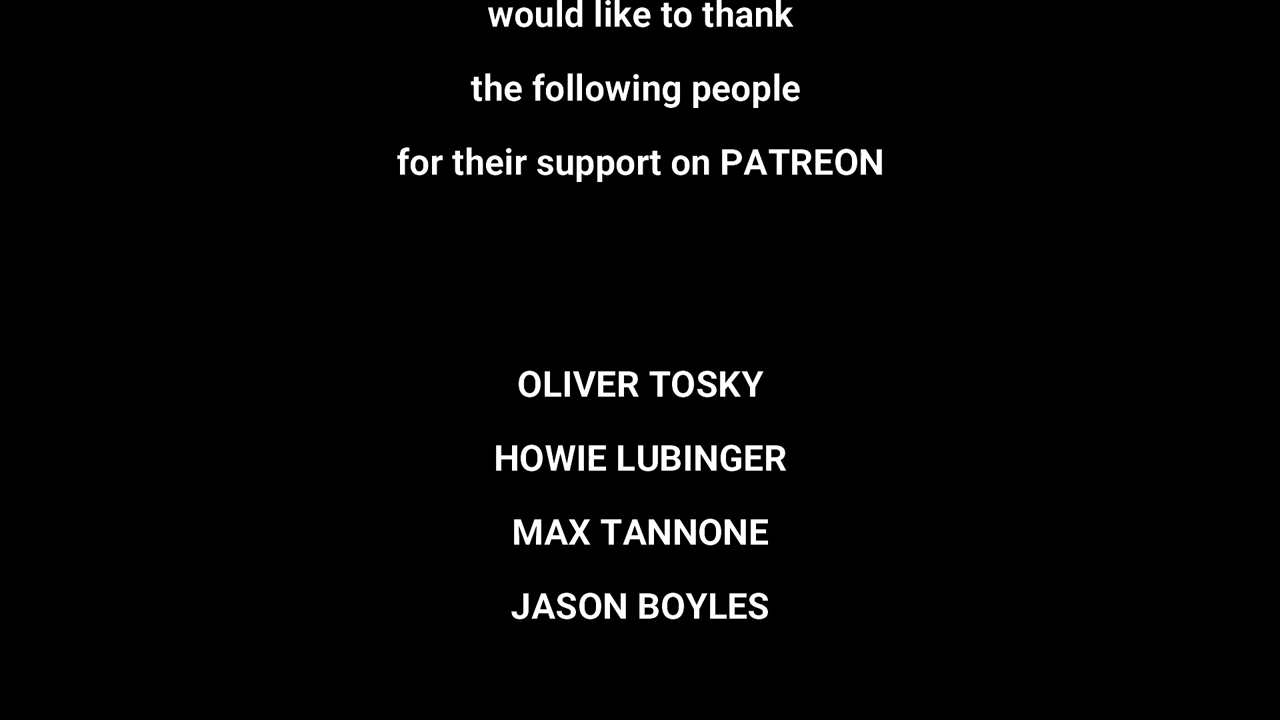 would like to thank
the following people
for their support on PATREON
OLIVER TOSKY
HOWIE LUBINGER
MAX TANNONE
JASON BOYLES